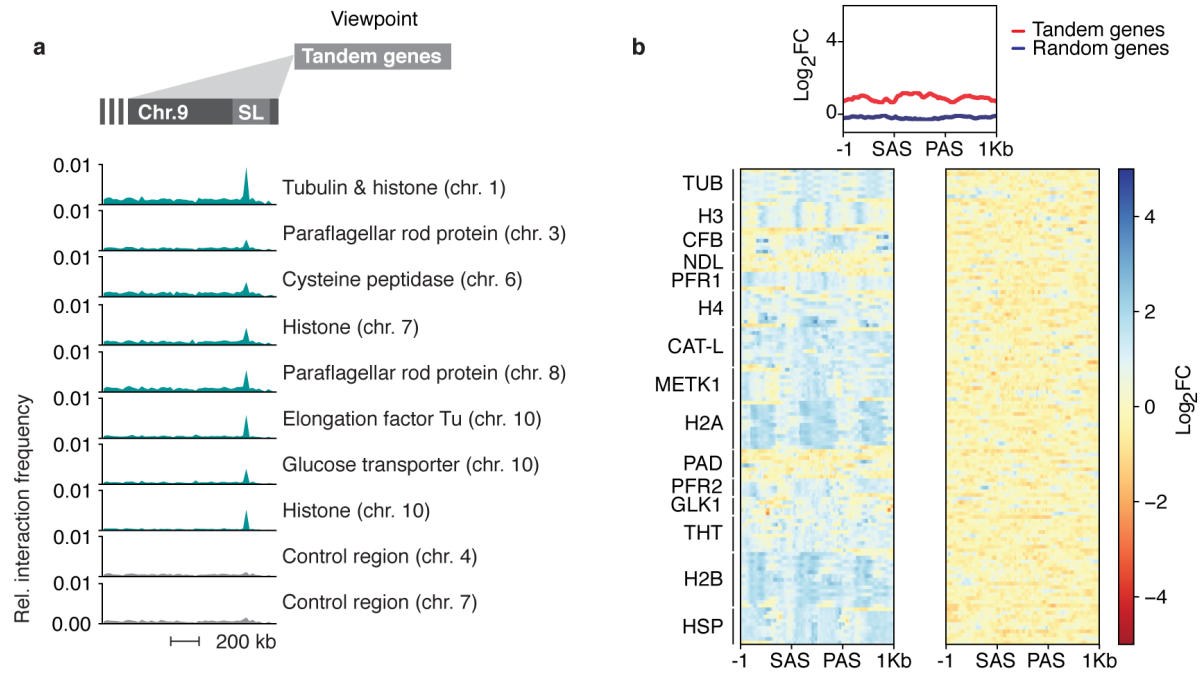 a
Viewpoint
Tandem genes
Chr.9
SL
Rel. interaction frequency
0.01
Tubulin & histone (chr. 1)
0.01
Paraflagellar rod protein (chr. 3)
0.01
Cysteine peptidase (chr. 6)
0.01
Histone (chr. 7)
0.01
Paraflagellar rod protein (chr. 8)
0.01
Elongation factor Tu (chr. 10)
0.01
Glucose transporter (chr. 10)
0.01
Histone (chr. 10)
0.01
Control region (chr. 4)
0.01
Control region (chr. 7)
0.00
200 kb
b
Log2FC
4
0
-1 SAS PAS 1Kb
Tandem genes
Random genes
TUB
H3
CFB
NDL
PFR1
H4
CAT-L
METK1
H2A
PAD
PFR2
GLK1
THT
H2B
HSP
-1 SAS PAS 1Kb
-1 SAS PAS 1Kb
4
2
0
−2
−4
Log2FC